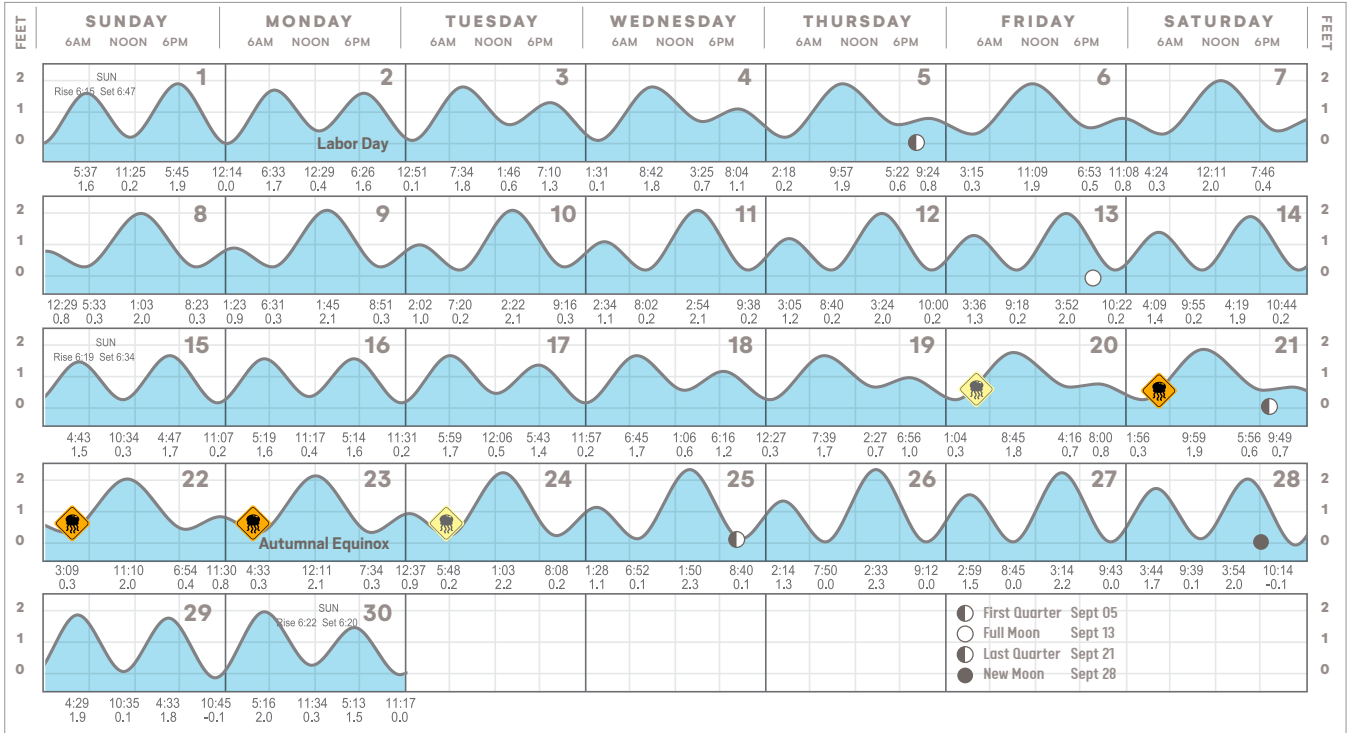 FEET SUNDAY MONDAY TUESDAY WEDNESDAY THURSDAY FRIDAY SATURDAY FEET
6AM NOON 6PM 6AM NOON 6PM 6AM NOON 6PM 6AM NOON 6PM 6AM NOON 6PM 6AM NOON 6PM 6AM NOON 6PM
2 SUN 1 2 3 4 5 6 7 2
Rise 6:15 Set 6:47
1 1
0 Labor Day 0
5:37 11:25 5:45 12:14 6:33 12:29 6:26 12:51 7:34 1:46 7:10 1:31 8:42 3:25 8:04 2:18 9:57 5:22 9:24 3:15 11:09 6:53 11:08 4:24 12:11 7:46
1.6 0.2 1.9 0.0 1.7 0.4 1.6 0.1 1.8 0.6 1.3 0.1 1.8 0.7 1.1 0.2 1.9 0.6 0.8 0.3 1.9 0.5 0.8 0.3 2.0 0.4
2 8 9 10 11 12 13 14 2
1 1
0 0
12:29 5:33 1:03 8:23 1:23 6:31 1:45 8:51 2:02 7:20 2:22 9:16 2:34 8:02 2:54 9:38 3:05 8:40 3:24 10:00 3:36 9:18 3:52 10:22 4:09 9:55 4:19 10:44
0.8 0.3 2.0 0.3 0.9 0.3 2.1 0.3 1.0 0.2 2.1 0.3 1.1 0.2 2.1 0.2 1.2 0.2 2.0 0.2 1.3 0.2 2.0 0.2 1.4 0.2 1.9 0.2
2 SUN 15 16 17 18 19 20 21 2
Rise 6:19 Set 6:34
1 1
0 0
4:43 10:34 4:47 11:07 5:19 11:17 5:14 11:31 5:59 12:06 5:43 11:57 6:45 1:06 6:16 12:27 7:39 2:27 6:56 1:04 8:45 4:16 8:00 1:56 9:59 5:56 9:49
1.5 0.3 1.7 0.2 1.6 0.4 1.6 0.2 1.7 0.5 1.4 0.2 1.7 0.6 1.2 0.3 1.7 0.7 1.0 0.3 1.8 0.7 0.8 0.3 1.9 0.6 0.7
2 22 23 24 25 26 27 28 2
1 1
0 Autumnal Equinox 0
3:09 11:10 6:54 11:30 4:33 12:11 7:34 12:37 5:48 1:03 8:08 1:28 6:52 1:50 8:40 2:14 7:50 2:33 9:12 2:59 8:45 3:14 9:43 3:44 9:39 3:54 10:14
0.3 2.0 0.4 0.8 0.3 2.1 0.3 0.9 0.2 2.2 0.2 1.1 0.1 2.3 0.1 1.3 0.0 2.3 0.0 1.5 0.0 2.2 0.0 1.7 0.1 2.0 -0.1
2 29 SUN 30 First Quarter Sept 05 2
Rise 6:22 Set 6:20 Full Moon Sept 13
1 Last Quarter Sept 21 1
0 New Moon Sept 28 0
4:29 10:35 4:33 10:45 5:16 11:34 5:13 11:17
1.9 0.1 1.8 -0.1 2.0 0.3 1.5 0.0